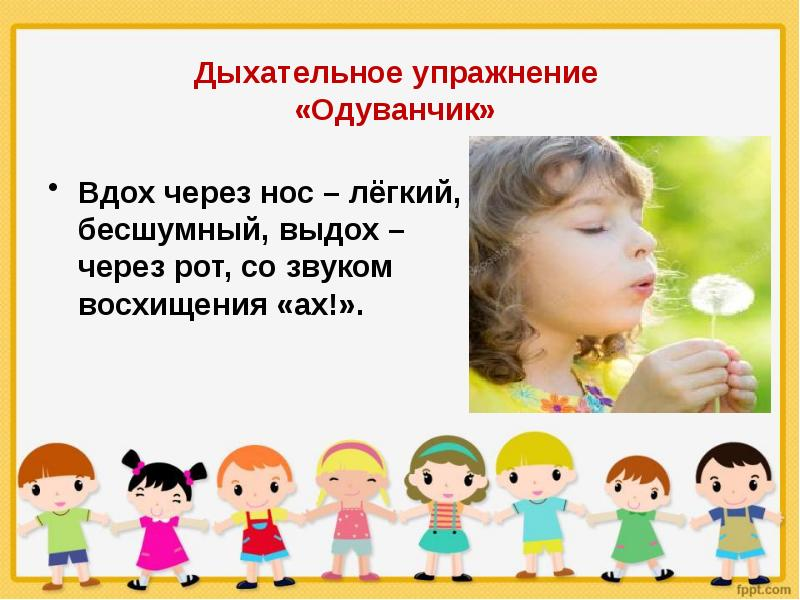 Дыхательное упражнение
«Одуванчик»
• Вдох через нос – лёгкий,
бесшумный, выдох –
через рот, со звуком
восхищения «ах!».
fppt.com